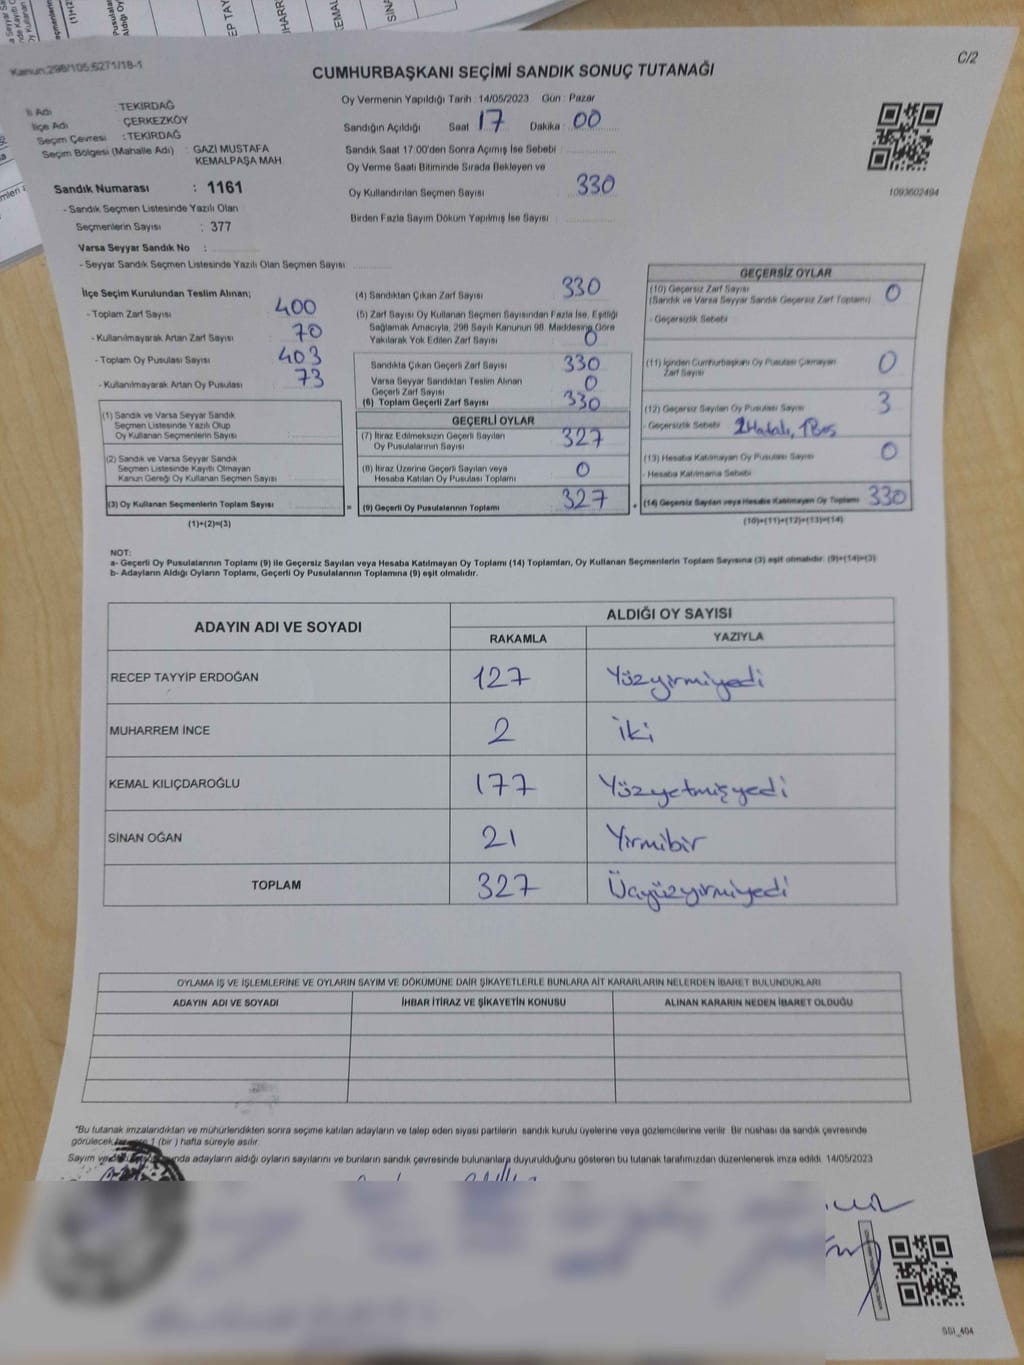 Kanun.298/105,6271/18-1
C/2
CUMHURBAŞKANI SEÇİMİ SANDIK SONUÇ TUTANAĞI
İli Adı : TEKİRDAĞ
İlçe Adı : ÇERKEZKÖY
Seçim Çevresi : TEKİRDAĞ
Seçim Bölgesi (Mahalle Adı) : GAZİ MUSTAFA
KEMALPAŞA MAH.
Sandık Numarası : 1161
- Sandık Seçmen Listesinde Yazılı Olan
Seçmenlerin Sayısı : 377
Varsa Seyyar Sandık No :
- Seyyar Sandık Seçmen Listesinde Yazılı Olan Seçmen Sayısı:
Oy Vermenin Yapıldığı Tarih : 14/05/2023 Gün : Pazar
Sandığın Açıldığı Saat 17 Dakika : 00
Sandık Saat 17:00'den Sonra Açmış İse Sebebi :
Oy Verme Saati Bitiminde Sırada Bekleyen ve
Oy Kullandırılan Seçmen Sayısı 330
Birden Fazla Sayım Döküm Yapılmış İse Sayısı :
1093602494
İlçe Seçim Kurulundan Teslim Alınan;
- Toplam Zarf Sayısı 400
- Kullanılmayarak Artan Zarf Sayısı : 70
- Toplam Oy Pusulası Sayısı : 403
- Kullanılmayarak Artan Oy Pusulası : 73
(1) Sandık ve Varsa Seyyar Sandık
Seçmen Listesinde Yazılı Olup
Oy Kullanan Seçmenlerin Sayısı :
(2) Sandık ve Varsa Seyyar Sandık
Seçmen Listesinde Kayıtlı Olmayan
Kanun Gereği Oy Kullanan Seçmen Sayısı :
(3) Oy Kullanan Seçmenlerin Toplam Sayısı :
(1)+(2)=(3)
(4) Sandıktan Çıkan Zarf Sayısı 330
(5) Zarf Sayısı Oy Kullanan Seçmen Sayısından Fazla İse, Eşitliği
Sağlamak Amacıyla, 298 Sayılı Kanunun 98. Maddesine Göre
Yakılarak Yok Edilen Zarf Sayısı : 0
Sandıkta Çıkan Geçerli Zarf Sayısı : 330
Varsa Seyyar Sandıktan Teslim Alınan
Geçerli Zarf Sayısı : 0
(6) Toplam Geçerli Zarf Sayısı : 330
GEÇERLİ OYLAR
(7) İtiraz Edilmeksizin Geçerli Sayılan
Oy Pusulalarının Sayısı : 327
(8) İtiraz Üzerine Geçerli Sayılan veya
Hesaba Katılan Oy Pusulası Toplamı : 0
(9) Geçerli Oy Pusulalarının Toplamı : 327
GEÇERSİZ OYLAR
(10) Geçersiz Zarf Sayısı
(Sandık ve Varsa Seyyar Sandık Geçersiz Zarf Toplamı) : 0
- Geçersizlik Sebebi :
(11) İçinden Cumhurbaşkanı Oy Pusulası Çıkmayan
Zarf Sayısı : 0
(12) Geçersiz Sayılan Oy Pusulası Sayısı : 3
- Geçersizlik Sebebi : 2 Hatalı, 1 Boş
(13) Hesaba Katılmayan Oy Pusulası Sayısı : 0
- Hesaba Katılmama Sebebi :
(14) Geçersiz Sayılan veya Hesaba Katılmayan Oy Toplamı : 330
(10)+(11)+(12)+(13)=(14)
NOT:
a- Geçerli Oy Pusulalarının Toplamı (9) ile Geçersiz Sayılan veya Hesaba Katılmayan Oy Toplamı (14) Toplamları, Oy Kullanan Seçmenlerin Toplam Sayısına (3) eşit olmalıdır. (9)+(14)=(3)
b- Adayların Aldığı Oyların Toplamı, Geçerli Oy Pusulalarının Toplamına (9) eşit olmalıdır.
ADAYIN ADI VE SOYADI
ALDIĞI OY SAYISI
RAKAMLA YAZIYLA
RECEP TAYYİP ERDOĞAN 127 Yüzyirmiyedi
MUHARREM İNCE 2 iki
KEMAL KILIÇDAROĞLU 177 Yüzyetmişyedi
SİNAN OĞAN 21 Yirmibir
TOPLAM 327 Üçyüzyirmiyedi
OYLAMA İŞ VE İŞLEMLERİNE VE OYLARIN SAYIM VE DÖKÜMÜNE DAİR ŞİKAYETLERLE BUNLARA AİT KARARLARIN NELERDEN İBARET BULUNDUKLARI
ADAYIN ADI VE SOYADI İHBAR İTİRAZ VE ŞİKAYETİN KONUSU ALINAN KARARIN NEDEN İBARET OLDUĞU
*Bu tutanak imzalandıktan ve mühürlendikten sonra seçime katılan adayların ve talep eden siyasi partilerin sandık kurulu üyelerine veya gözlemcilerine verilir. Bir nüshası da sandık çevresinde
görülecek 1 (bir ) hafta süreyle asılır.
Sayım ve adayların aldığı oyların sayılarını ve bunların sandık çevresinde bulunanlara duyurulduğunu gösteren bu tutanak tarafımızdan düzenlenerek imza edildi. 14/05/2023
SSI_404